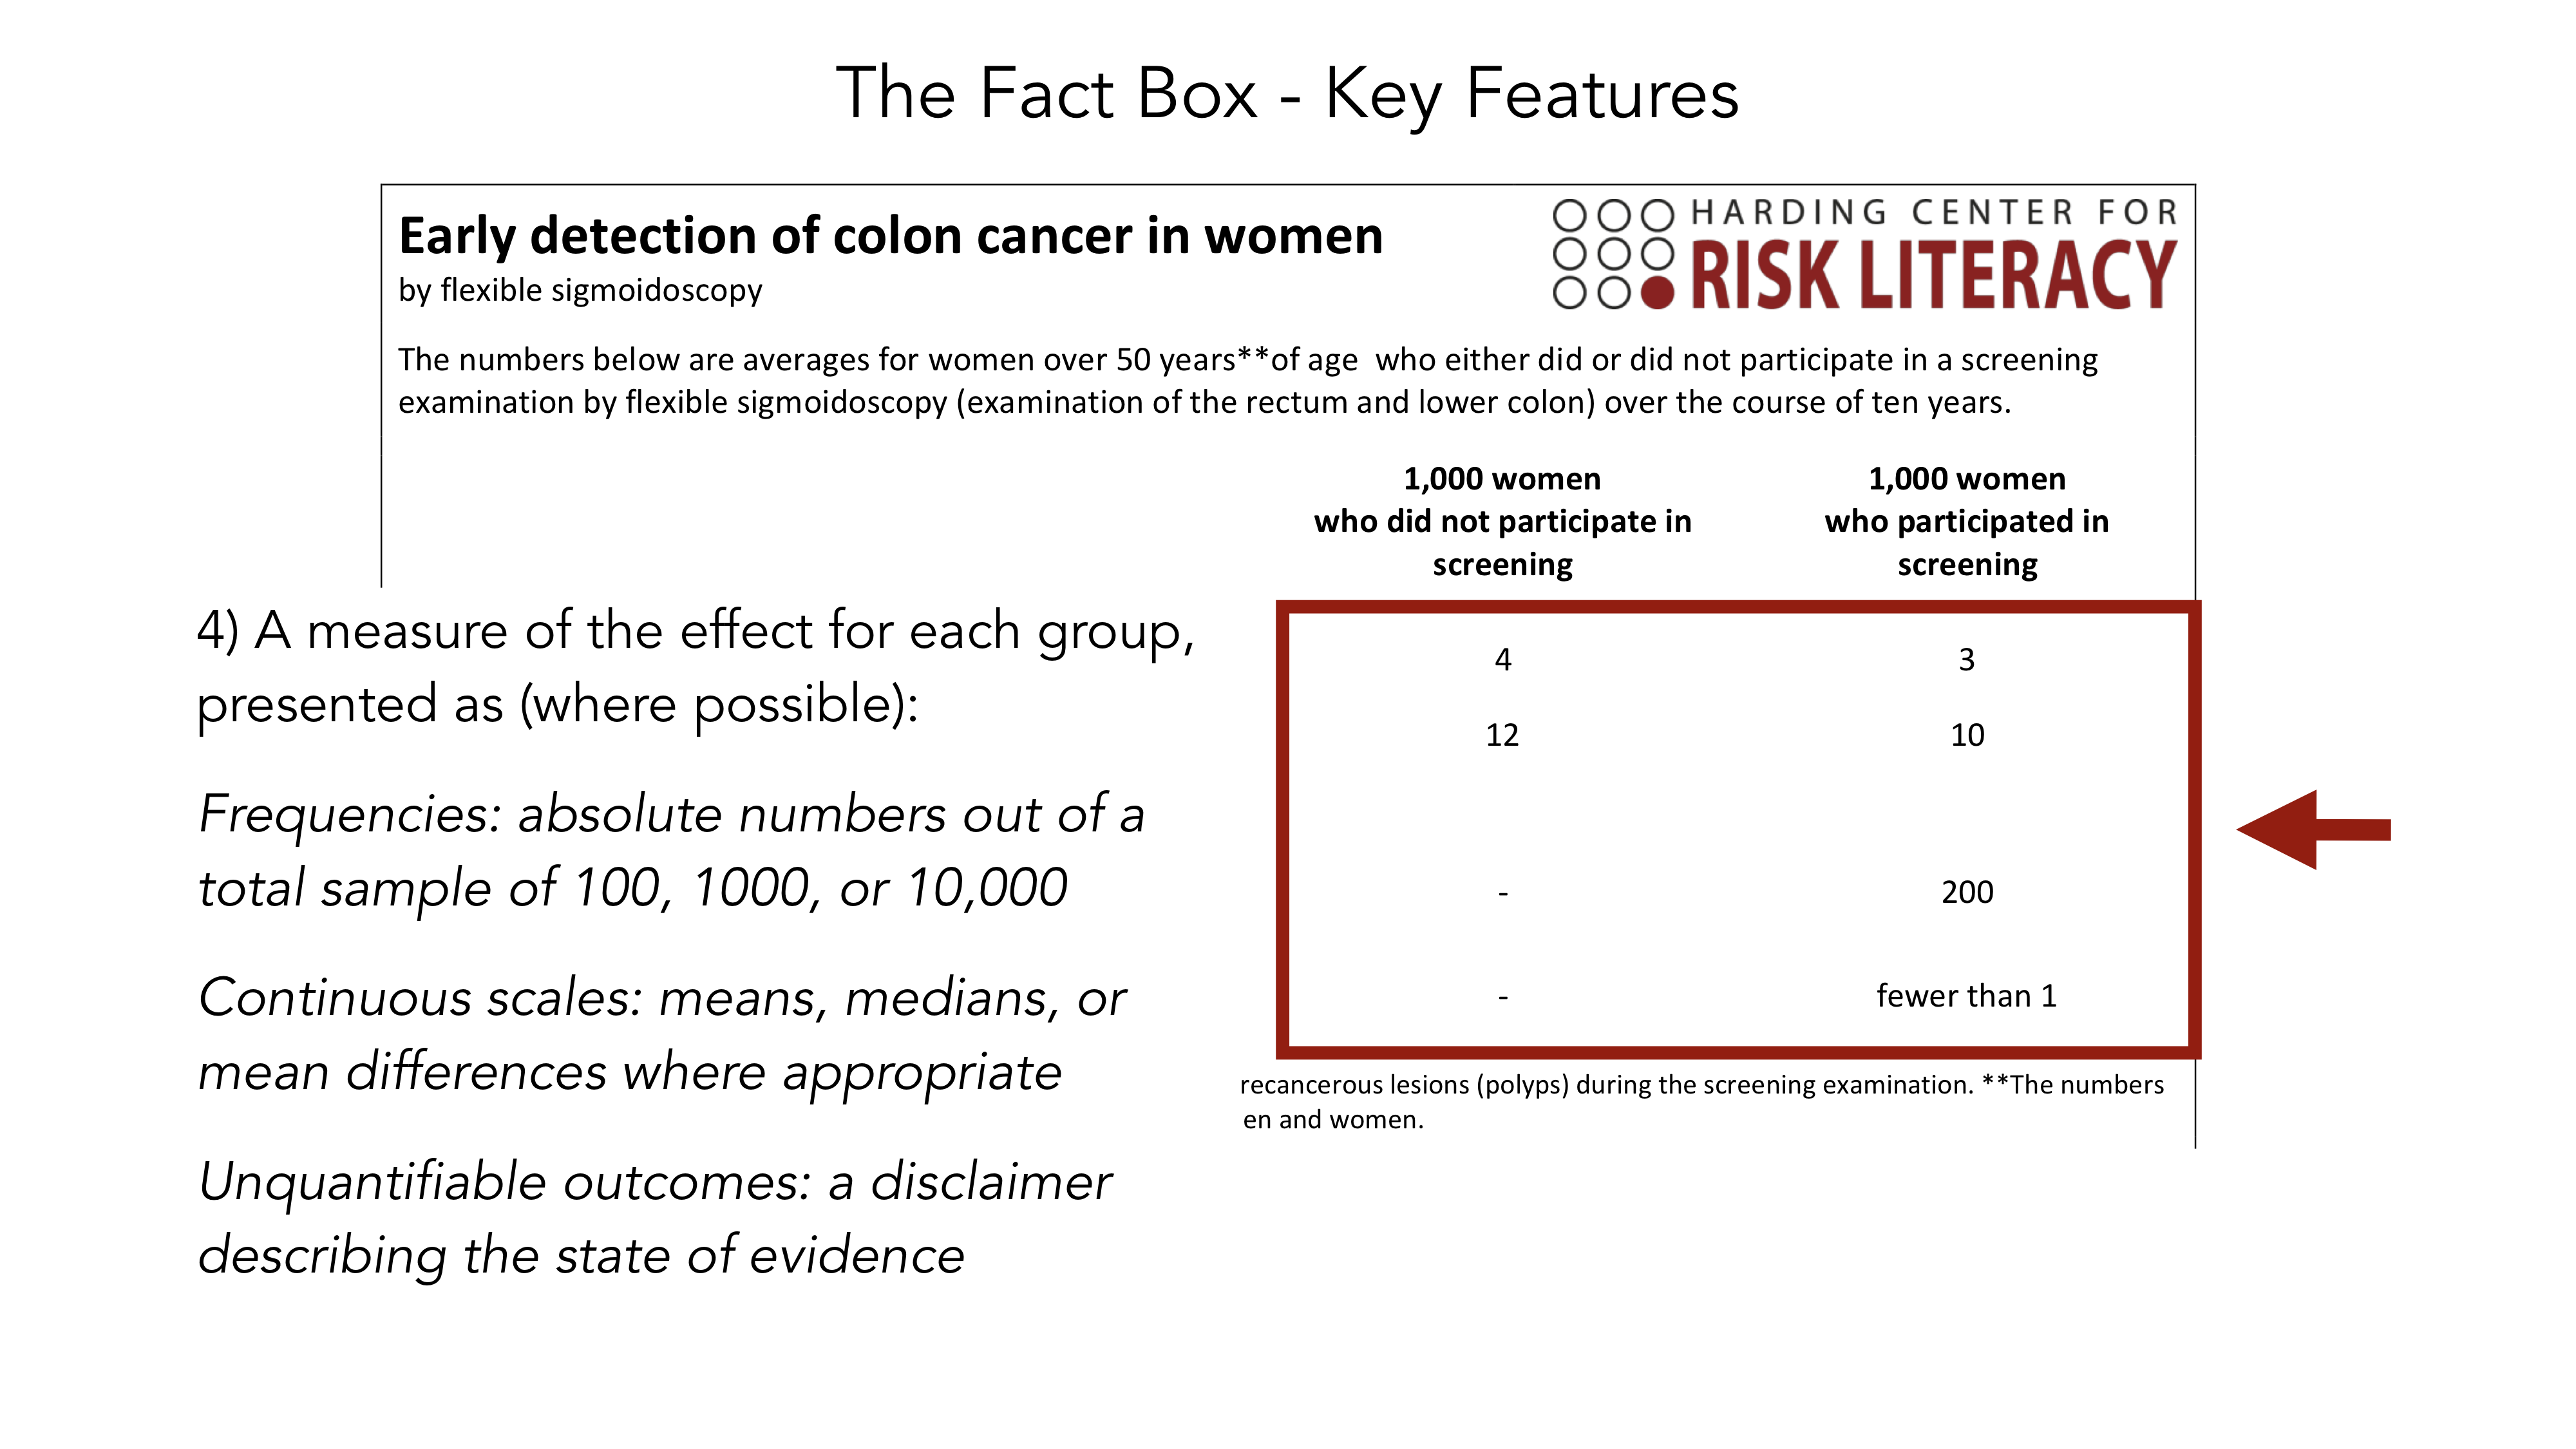 The Fact Box - Key Features
Early detection of colon cancer in women
by flexible sigmoidoscopy
HARDING CENTER FOR
RISK LITERACY
The numbers below are averages for women over 50 years**of age  who either did or did not participate in a screening
examination by flexible sigmoidoscopy (examination of the rectum and lower colon) over the course of ten years.
1,000 women
who did not participate in
screening
1,000 women
who participated in
screening
4) A measure of the effect for each group,
presented as (where possible):
Frequencies: absolute numbers out of a
total sample of 100, 1000, or 10,000
Continuous scales: means, medians, or
mean differences where appropriate
Unquantifiable outcomes: a disclaimer
describing the state of evidence
4 3
12 10
- 200
- fewer than 1
recancerous lesions (polyps) during the screening examination. **The numbers
en and women.